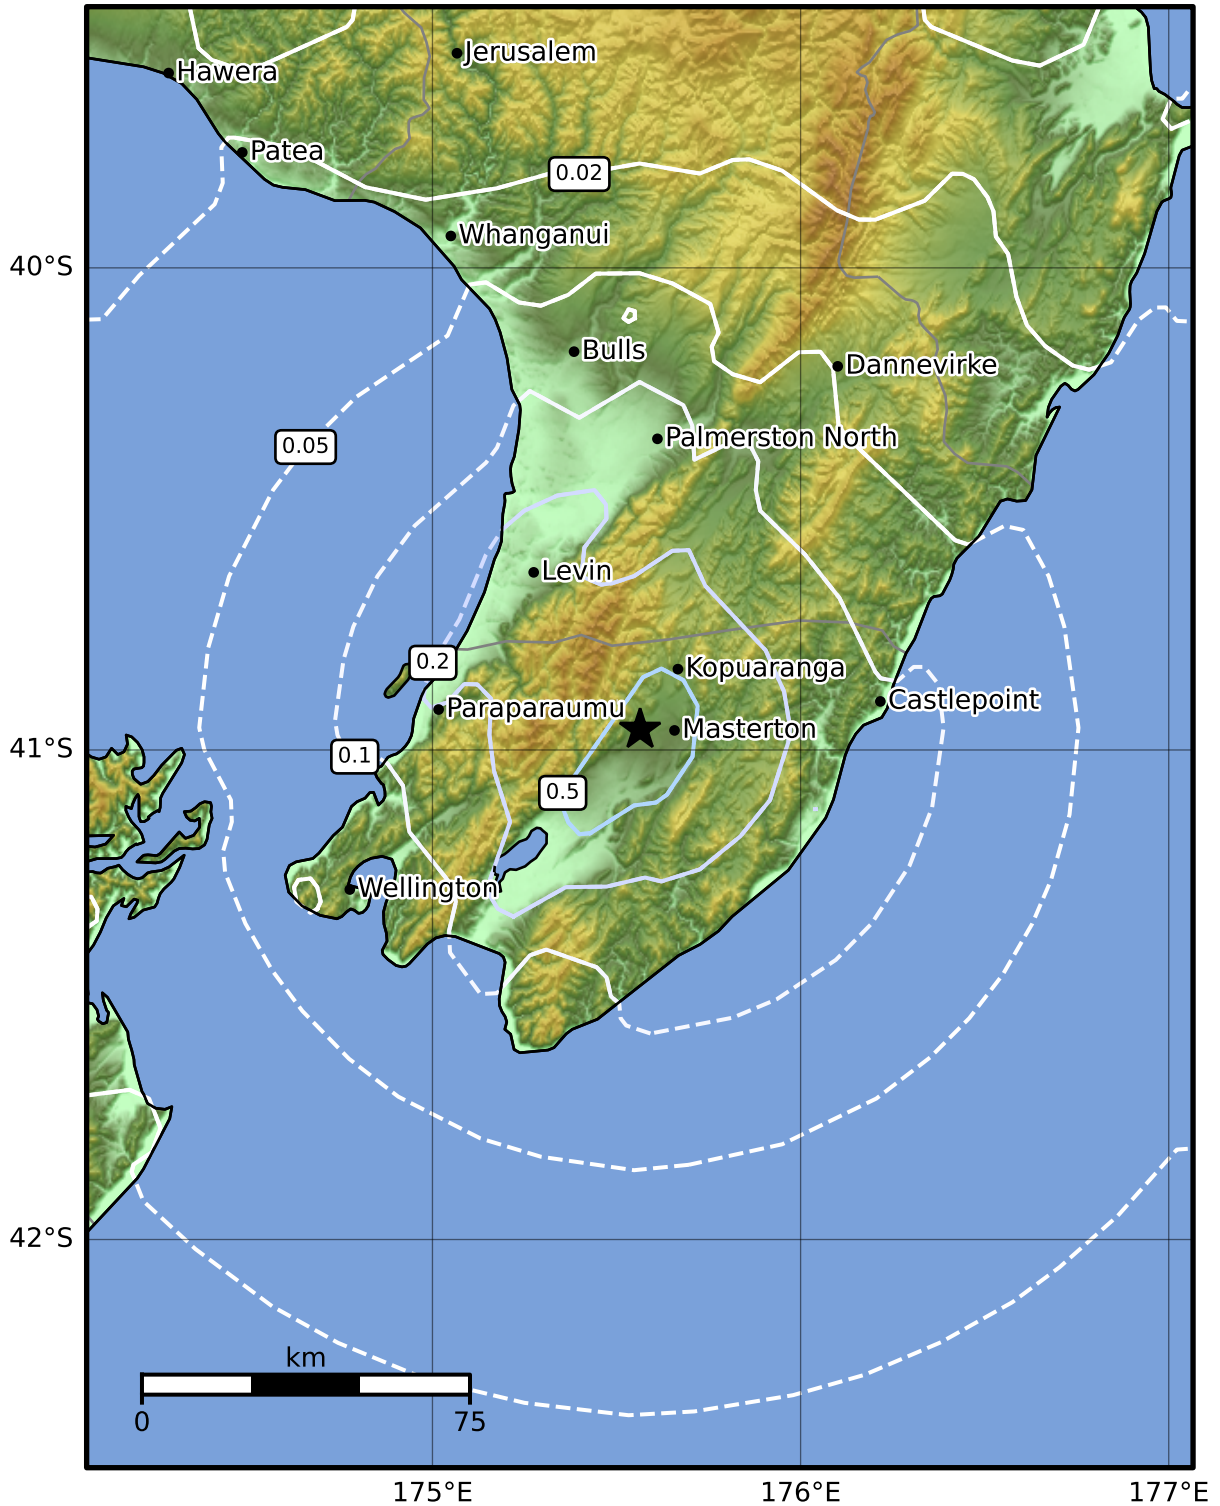 Jerusalem
Hawera
Patea
0.02
Whanganui
40°S
Bulls
Dannevirke
Palmerston North
0.05
Levin
0.2
Kopuaranga
Castlepoint
Paraparaumu
Masterton
41°S
0.1
0.5
Wellington
42°S
km
0 75
175°E 176°E 177°E